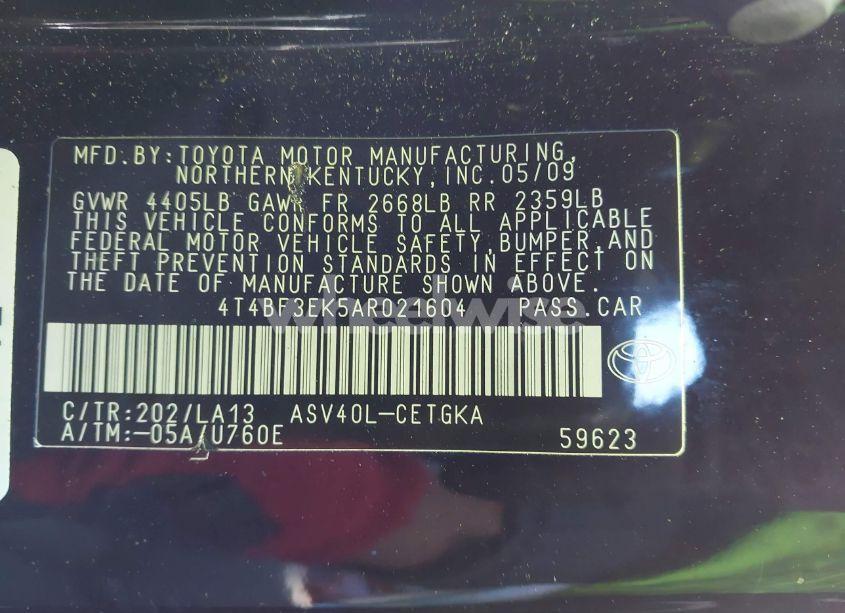 MFD.BY:TOYOTA MOTOR MANUFACTURING,
NORTHERN KENTUCKY,INC.05/09
GVWR 4405LB GAWR FR 2668LB RR 2359LB
THIS VEHICLE CONFORMS TO ALL APPLICABLE
FEDERAL MOTOR VEHICLE SAFETY,BUMPER,AND
THEFT PREVENTION STANDARDS IN EFFECT ON
THE DATE OF MANUFACTURE SHOWN ABOVE.
4T4BF3EK5AR021604 PASS.CAR
wheelwise
C/TR:202/LA13 ASV40L-CETGKA
A/TM:-05A/U760E 59623